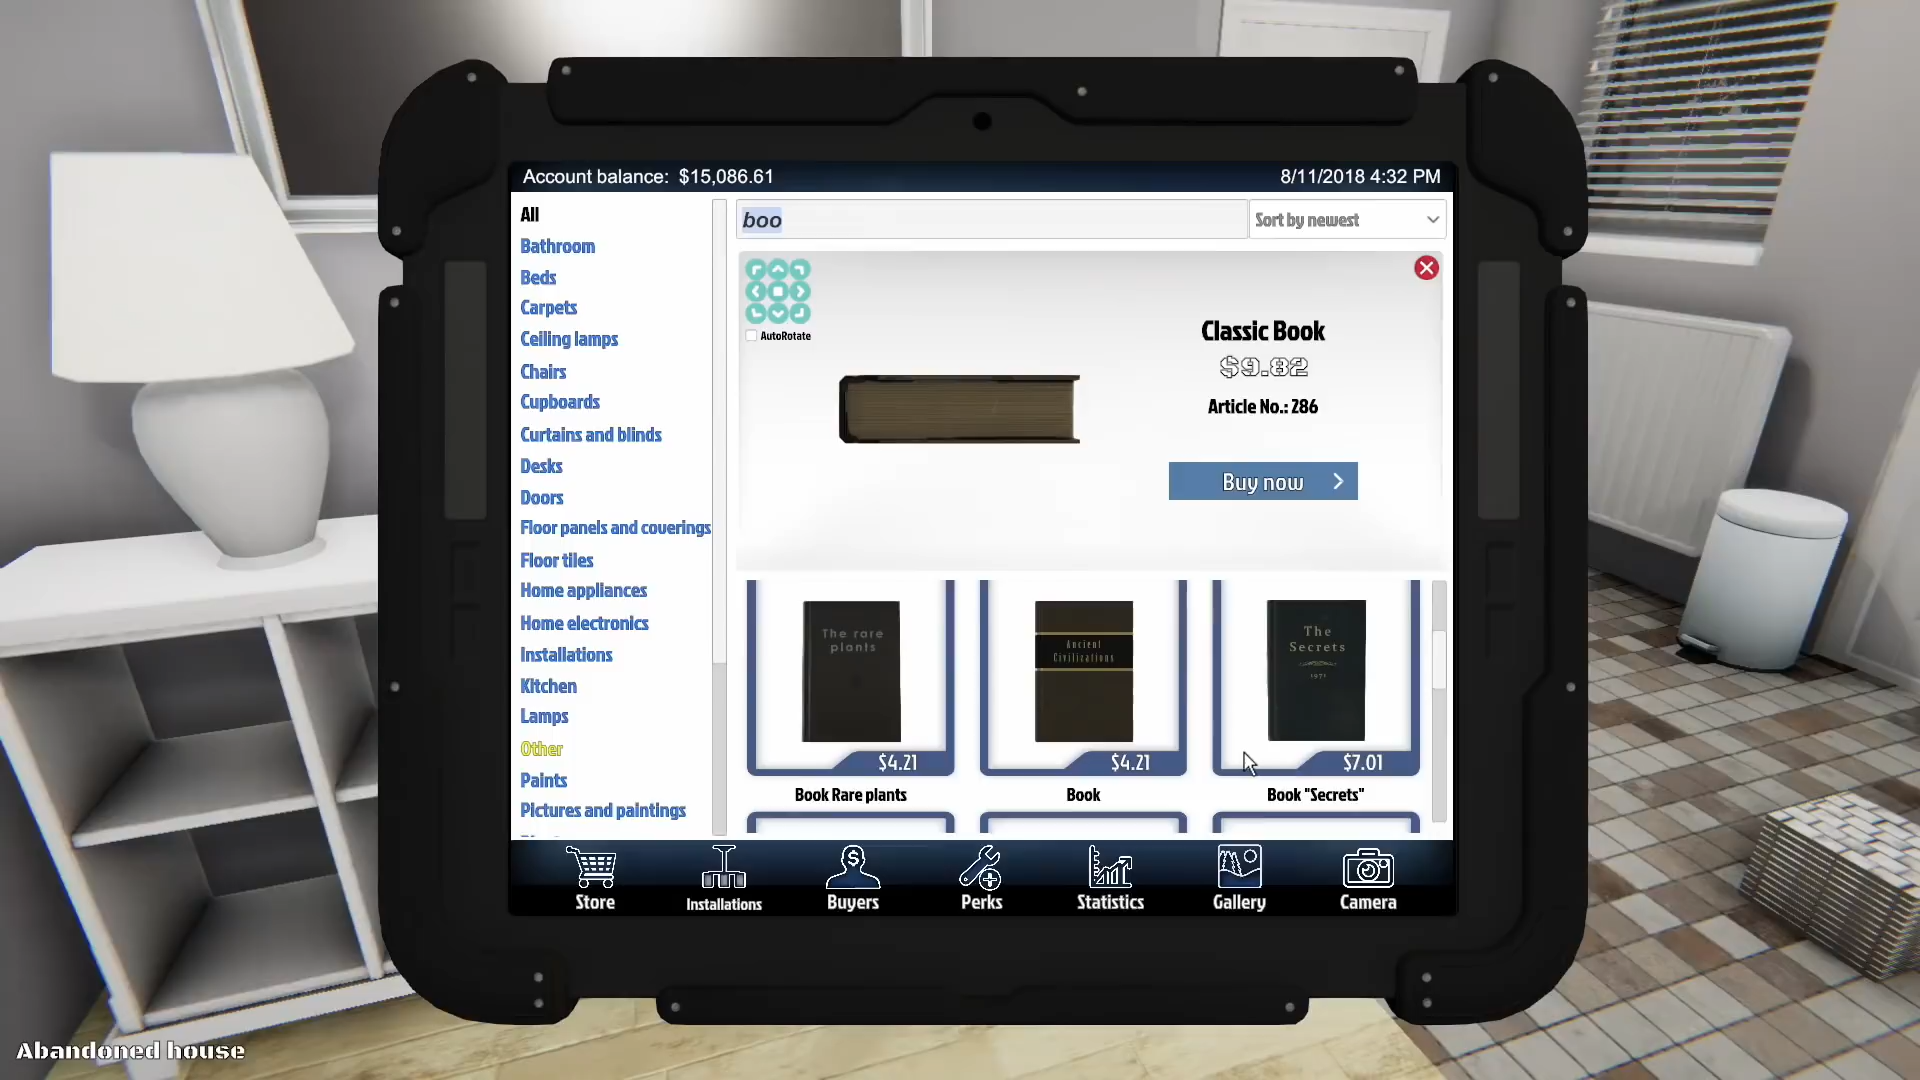 Account balance: $15,086.61
8/11/2018 4:32 PM
All
Bathroom
Beds
Carpets
Ceiling lamps
Chairs
Cupboards
Curtains and blinds
Desks
Doors
Floor panels and coverings
Floor tiles
Home appliances
Home electronics
Installations
Kitchen
Lamps
Other
Paints
Pictures and paintings
boo
Sort by newest
AutoRotate
Classic Book
$9.82
Article No.: 286
Buy now
The rare
plants
$4.21
Book Rare plants
Ancient
Civilizations
$4.21
Book
The
Secrets
1971
$7.01
Book "Secrets"
Store
Installations
Buyers
Perks
Statistics
Gallery
Camera
Abandoned house